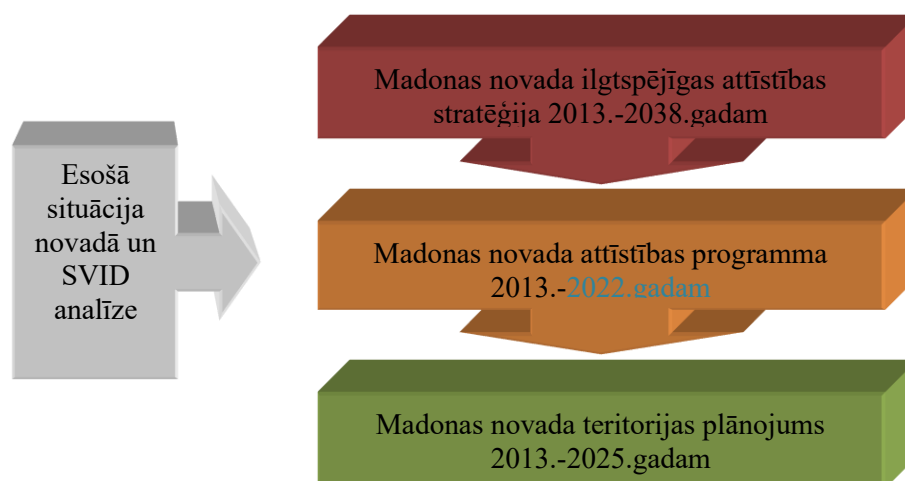 Esošā
situācija
novadā un
SVID
analīze
Madonas novada ilgtspējīgas attīstības
stratēģija 2013.-2038.gadam
Madonas novada attīstības programma
2013.-2022.gadam
Madonas novada teritorijas plānojums
2013.-2025.gadam